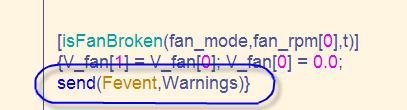 [isFanBroken(fan_mode,fan_rpm[0],t)]
{V_fan[1] = V_fan[0]; V_fan[0] = 0.0;
send(Fevent,Warnings)}